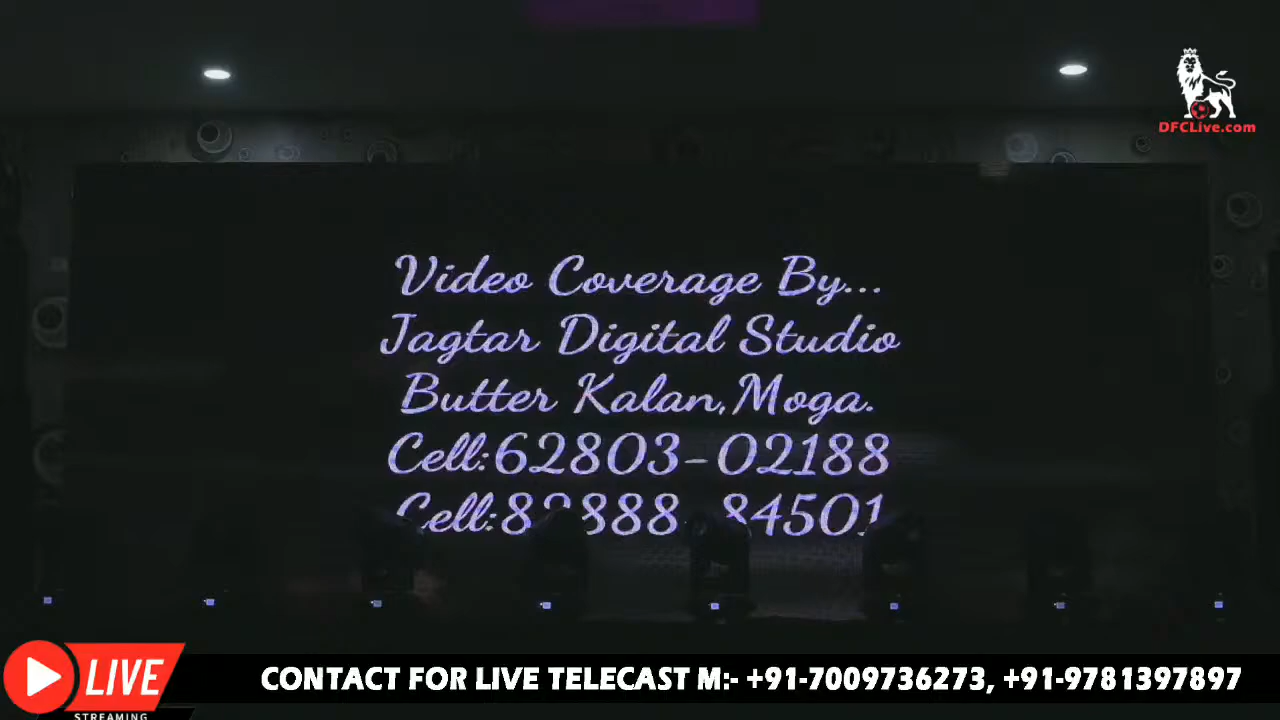 DFCLive.com
Video Coverage By...
Jagtar Digital Studio
Butter Kalan,Moga.
Cell:62803-02188
Cell:
LIVE
STREAMING
CONTACT FOR LIVE TELECAST M:- +91-7009736273, +91-9781397897